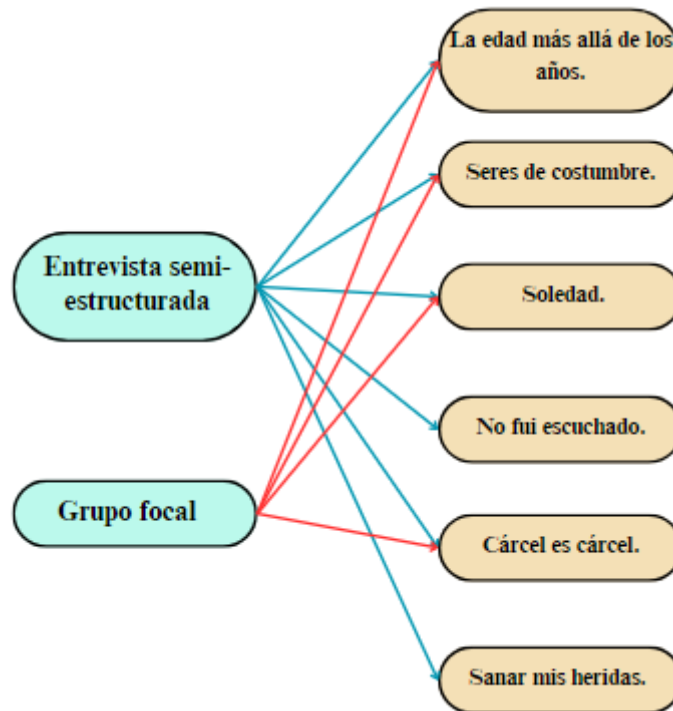 La edad más allá de los
años.
Seres de costumbre.
Entrevista semi-
estructurada
Soledad.
No fui escuchado.
Grupo focal
Cárcel es cárcel.
Sanar mis heridas.